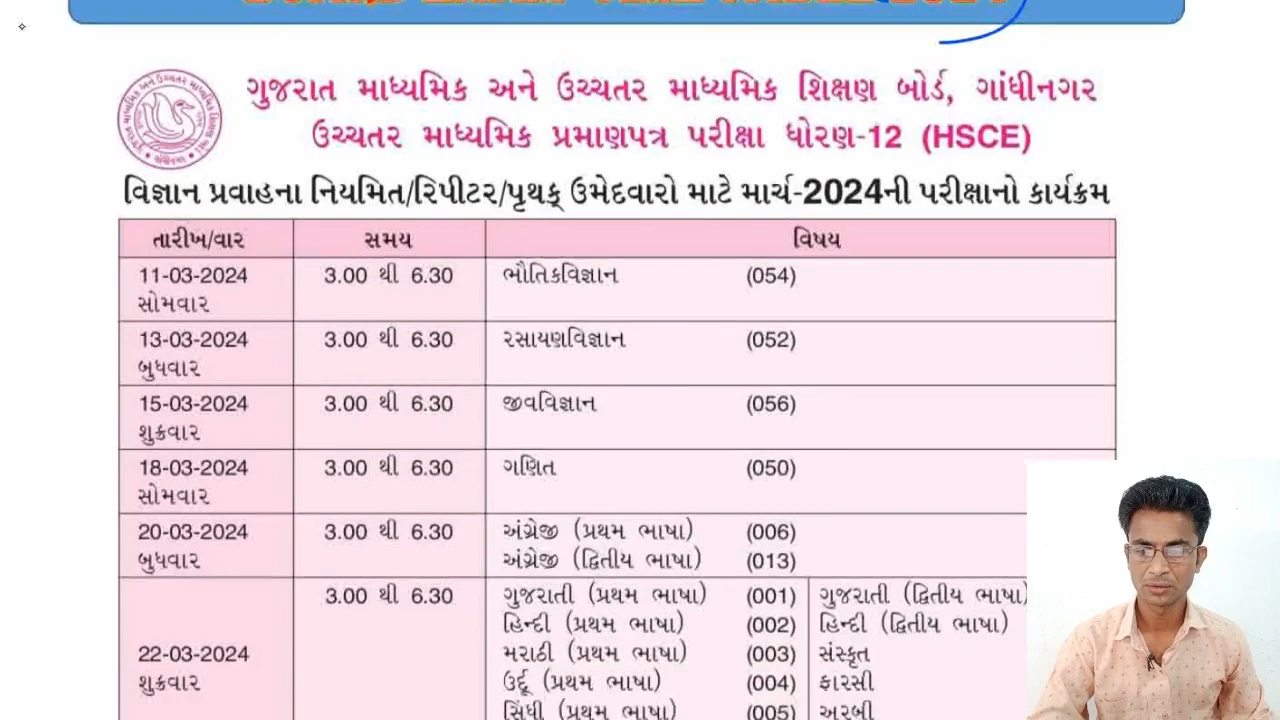 ગુજરાત માધ્યમિક અને ઉચ્ચતર માધ્યમિક શિક્ષણ બોર્ડ, ગાંધીનગર
ઉચ્ચતર માધ્યમિક પ્રમાણપત્ર પરીક્ષા ધોરણ-12 (HSCE)
વિજ્ઞાન પ્રવાહના નિયમિત/રિપીટર/પૃથક્ ઉમેદવારો માટે માર્ચ-2024ની પરીક્ષાનો કાર્યક્રમ
તારીખ/વાર સમય વિષય
11-03-2024 3.00 થી 6.30 ભૌતિકવિજ્ઞાન (054)
સોમવાર
13-03-2024 3.00 થી 6.30 રસાયણવિજ્ઞાન (052)
બુધવાર
15-03-2024 3.00 થી 6.30 જીવવિજ્ઞાન (056)
શુક્રવાર
18-03-2024 3.00 થી 6.30 ગણિત (050)
સોમવાર
20-03-2024 3.00 થી 6.30 અંગ્રેજી (પ્રથમ ભાષા) (006)
બુધવાર અંગ્રેજી (દ્વિતીય ભાષા) (013)
3.00 થી 6.30 ગુજરાતી (પ્રથમ ભાષા) (001) ગુજરાતી (દ્વિતીય ભાષા)
હિન્દી (પ્રથમ ભાષા) (002) હિન્દી (દ્વિતીય ભાષા)
22-03-2024 મરાઠી (પ્રથમ ભાષા) (003) સંસ્કૃત
શુક્રવાર ઉર્દૂ (પ્રથમ ભાષા) (004) ફારસી
સિંધી (પ્રથમ ભાષા) (005) અરબી